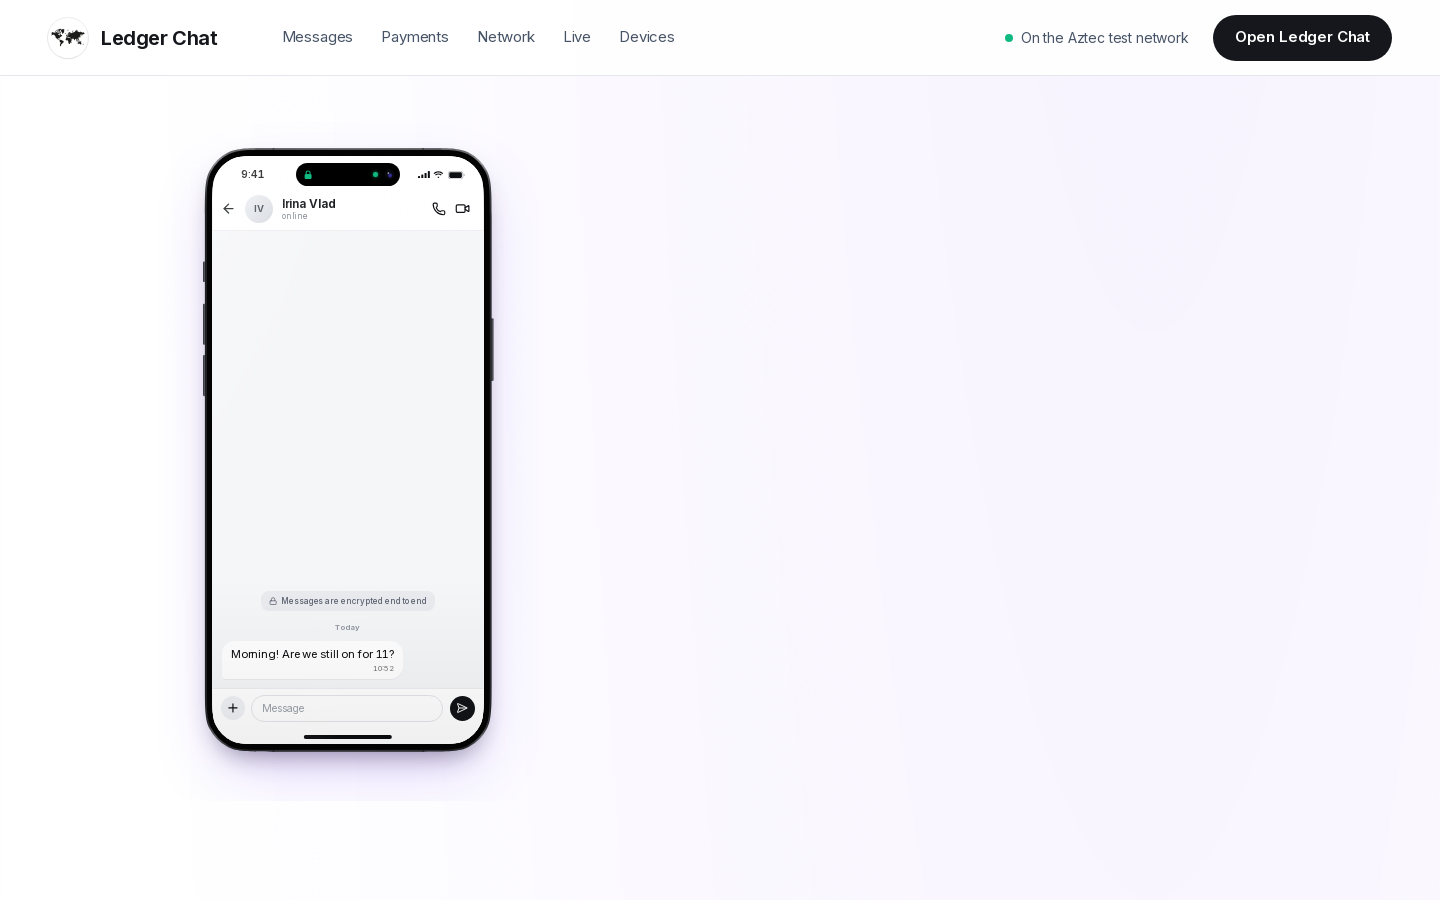 Ledger Chat
Messages
Payments
Network
Live
Devices
On the Aztec test network
Open Ledger Chat
9:41
IV
Irina Vlad
online
Messages are encrypted end to end
Today
Morning! Are we still on for 11?
10:52
Message